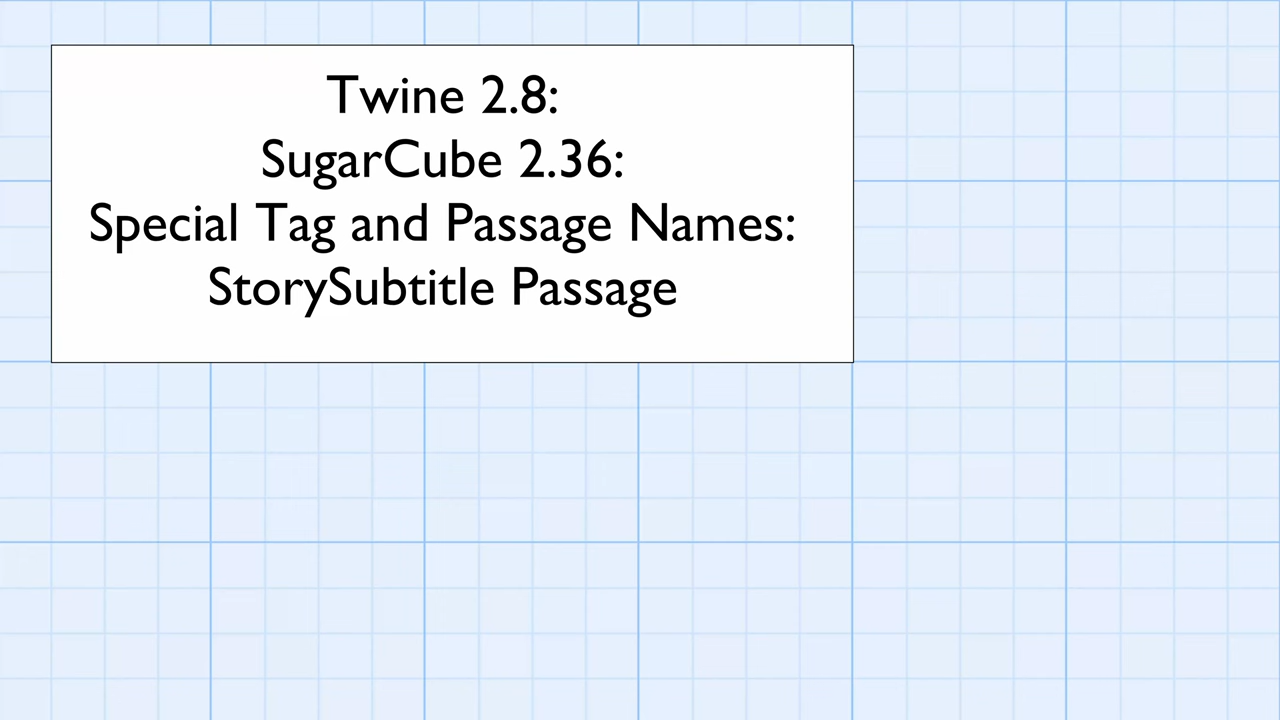 Twine 2.8:
SugarCube 2.36:
Special Tag and Passage Names:
StorySubtitle Passage